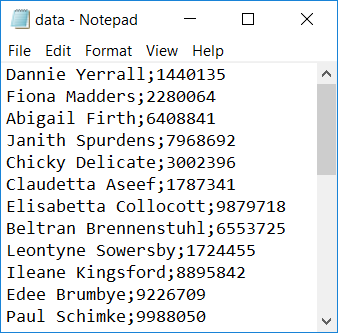 data - Notepad
File Edit Format View Help
Dannie Yerrall;1440135
Fiona Madders;2280064
Abigail Firth;6408841
Janith Spurdens;7968692
Chicky Delicate;3002396
Claudetta Aseef;1787341
Elisabetta Collocott;9879718
Beltran Brennenstuhl;6553725
Leontyne Sowersby;1724455
Ileane Kingsford;8895842
Edee Brumbye;9226709
Paul Schimke;9988050